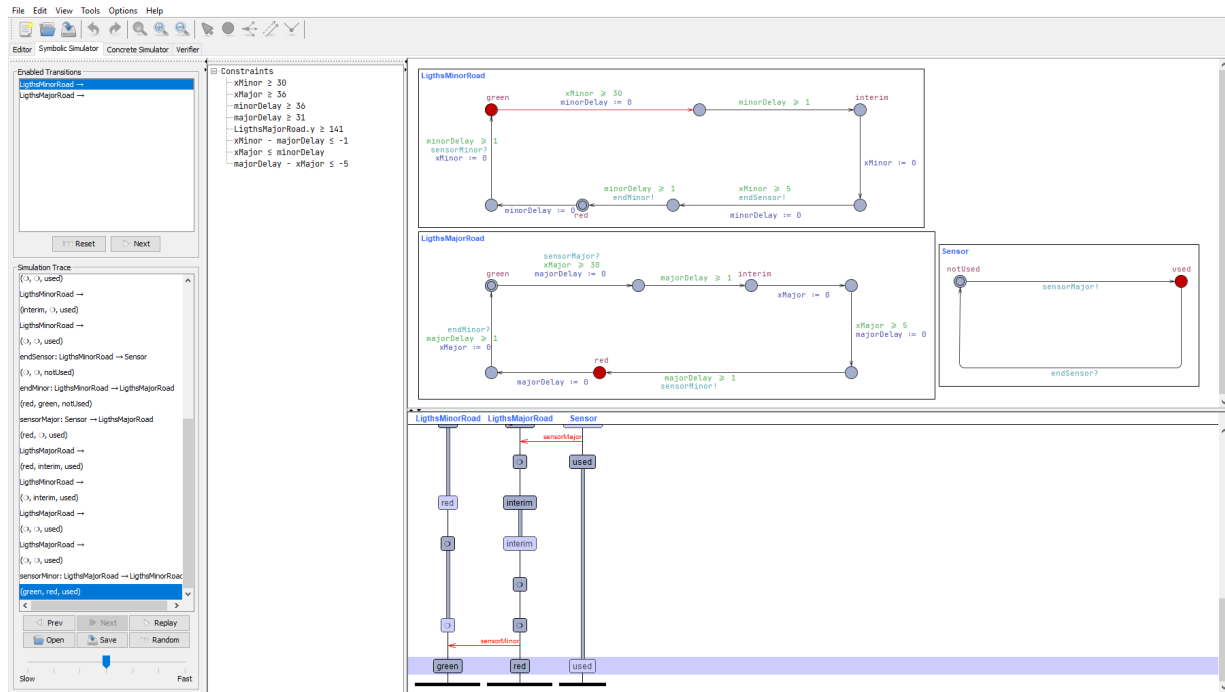 File Edit View Tools Options Help
Editor Symbolic Simulator Concrete Simulator Verifier
Enabled Transitions
LigthsMinorRoad →
LigthsMajorRoad →
Reset Next
Simulation Trace
(○, ○, used)
LigthsMinorRoad →
(interim, ○, used)
LigthsMinorRoad →
(○, ○, used)
endSensor: LigthsMinorRoad → Sensor
(○, ○, notUsed)
endMinor: LigthsMinorRoad → LigthsMajorRoad
(red, green, notUsed)
sensorMajor: Sensor → LigthsMajorRoad
(red, ○, used)
LigthsMajorRoad →
(red, interim, used)
LigthsMinorRoad →
(○, interim, used)
LigthsMajorRoad →
(○, ○, used)
LigthsMajorRoad →
(○, ○, used)
sensorMinor: LigthsMajorRoad → LigthsMinorRoad
(green, red, used)
Prev Next Replay
Open Save Random
Slow Fast
Constraints
xMinor ≥ 30
xMajor ≥ 36
minorDelay ≥ 36
majorDelay ≥ 31
LigthsMajorRoad.y ≥ 141
xMinor - majorDelay ≤ -1
xMajor ≤ minorDelay
majorDelay - xMajor ≤ -5
LigthsMinorRoad
green
xMinor ≥ 30
minorDelay := 0
minorDelay ≥ 1
interim
minorDelay ≥ 1
sensorMinor?
xMinor := 0
xMinor := 0
minorDelay := 0
red
minorDelay ≥ 1
endMinor!
xMinor ≥ 5
endSensor!
minorDelay := 0
LigthsMajorRoad
green
sensorMajor?
xMajor ≥ 30
majorDelay := 0
majorDelay ≥ 1
interim
xMajor := 0
endMinor?
majorDelay ≥ 1
xMajor := 0
xMajor ≥ 5
majorDelay := 0
red
majorDelay := 0
majorDelay ≥ 1
sensorMinor!
Sensor
notUsed
used
sensorMajor!
endSensor?
LigthsMinorRoad LigthsMajorRoad Sensor
sensorMajor
used
red
interim
interim
sensorMinor
green
red
used